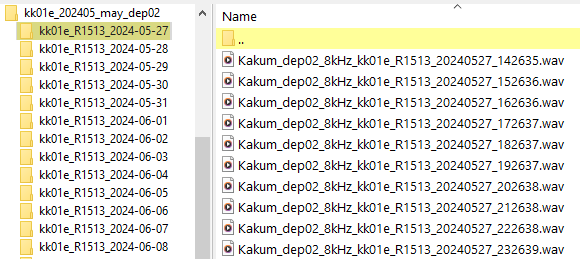 kk01e_202405_may_dep02
kk01e_R1513_2024-05-27
kk01e_R1513_2024-05-28
kk01e_R1513_2024-05-29
kk01e_R1513_2024-05-30
kk01e_R1513_2024-05-31
kk01e_R1513_2024-06-01
kk01e_R1513_2024-06-02
kk01e_R1513_2024-06-03
kk01e_R1513_2024-06-04
kk01e_R1513_2024-06-05
kk01e_R1513_2024-06-06
kk01e_R1513_2024-06-07
kk01e_R1513_2024-06-08
Name
..
Kakum_dep02_8kHz_kk01e_R1513_20240527_142635.wav
Kakum_dep02_8kHz_kk01e_R1513_20240527_152636.wav
Kakum_dep02_8kHz_kk01e_R1513_20240527_162636.wav
Kakum_dep02_8kHz_kk01e_R1513_20240527_172637.wav
Kakum_dep02_8kHz_kk01e_R1513_20240527_182637.wav
Kakum_dep02_8kHz_kk01e_R1513_20240527_192637.wav
Kakum_dep02_8kHz_kk01e_R1513_20240527_202638.wav
Kakum_dep02_8kHz_kk01e_R1513_20240527_212638.wav
Kakum_dep02_8kHz_kk01e_R1513_20240527_222638.wav
Kakum_dep02_8kHz_kk01e_R1513_20240527_232639.wav